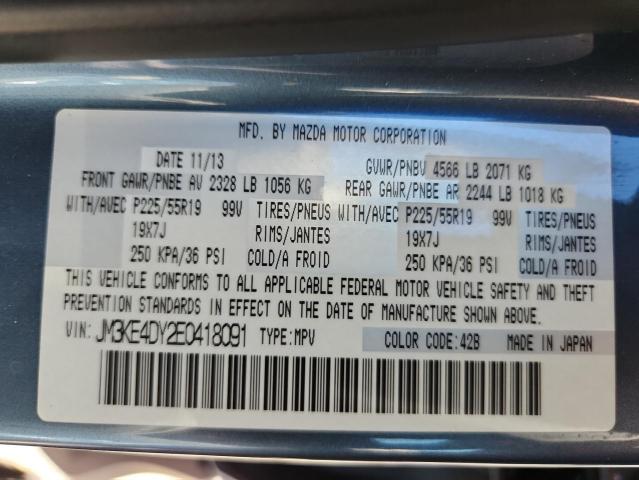 MFD. BY MAZDA MOTOR CORPORATION
DATE 11/13 GVWR/PNBV 4566 LB 2071 KG
FRONT GAWR/PNBE AV 2328 LB 1056 KG REAR GAWR/PNBE AR 2244 LB 1018 KG
WITH/AVEC P225/55R19 99V TIRES/PNEUS WITH/AVEC P225/55R19 99V TIRES/PNEUS
19X7J RIMS/JANTES 19X7J RIMS/JANTES
250 KPA/36 PSI COLD/A FROID 250 KPA/36 PSI COLD/A FROID
THIS VEHICLE CONFORMS TO ALL APPLICABLE FEDERAL MOTOR VEHICLE SAFETY AND THEFT
PREVENTION STANDARDS IN EFFECT ON THE DATE OF MANUFACTURE SHOWN ABOVE.
VIN: JM3KE4DY2E0418091 TYPE:MPV COLOR CODE:42B MADE IN JAPAN